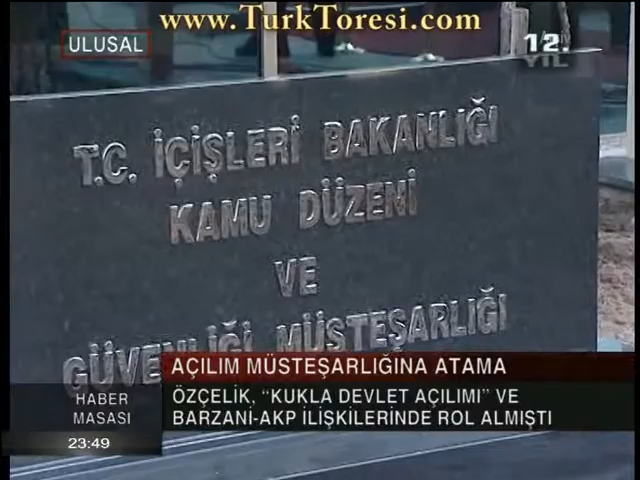 www.TurkToresi.com
ULUSAL
12.
YIL
T.C. İÇİŞLERİ BAKANLIĞI
KAMU DÜZENİ
VE
GÜVENLİĞİ MÜSTEŞARLIĞI
AÇILIM MÜSTEŞARLIĞINA ATAMA
HABER
MASASI
ÖZÇELİK, “KUKLA DEVLET AÇILIMI” VE
BARZANİ-AKP İLİŞKİLERİNDE ROL ALMIŞTI
23:49